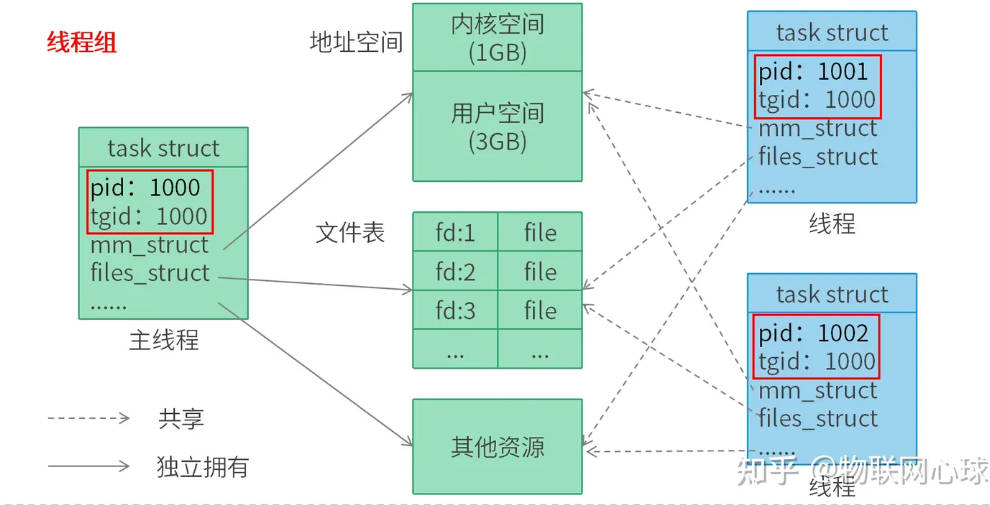 线程组
地址空间
内核空间
(1GB)
用户空间
(3GB)
task struct
pid：1000
tgid：1000
mm_struct
files_struct
......
主线程
文件表
fd:1 file
fd:2 file
fd:3 file
... ...
其他资源
task struct
pid：1001
tgid：1000
mm_struct
files_struct
......
线程
task struct
pid：1002
tgid：1000
mm_struct
files_struct
......
线程
共享
独立拥有
知乎 @物联网心球